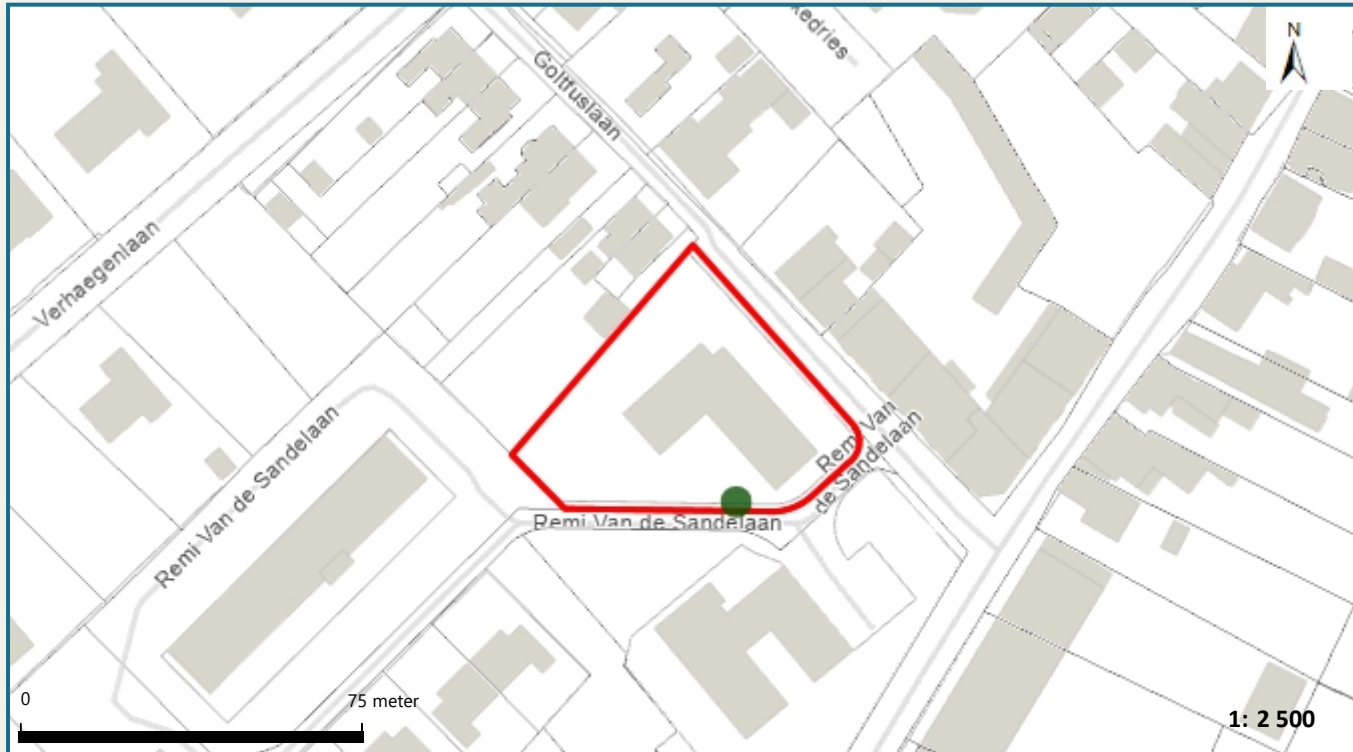 kedries
N
Goltfuslaan
Verhaegenlaan
Remi Van
de Sandelaan
Remi Van de Sandelaan
Remi Van de Sandelaan
0
75 meter
1: 2 500